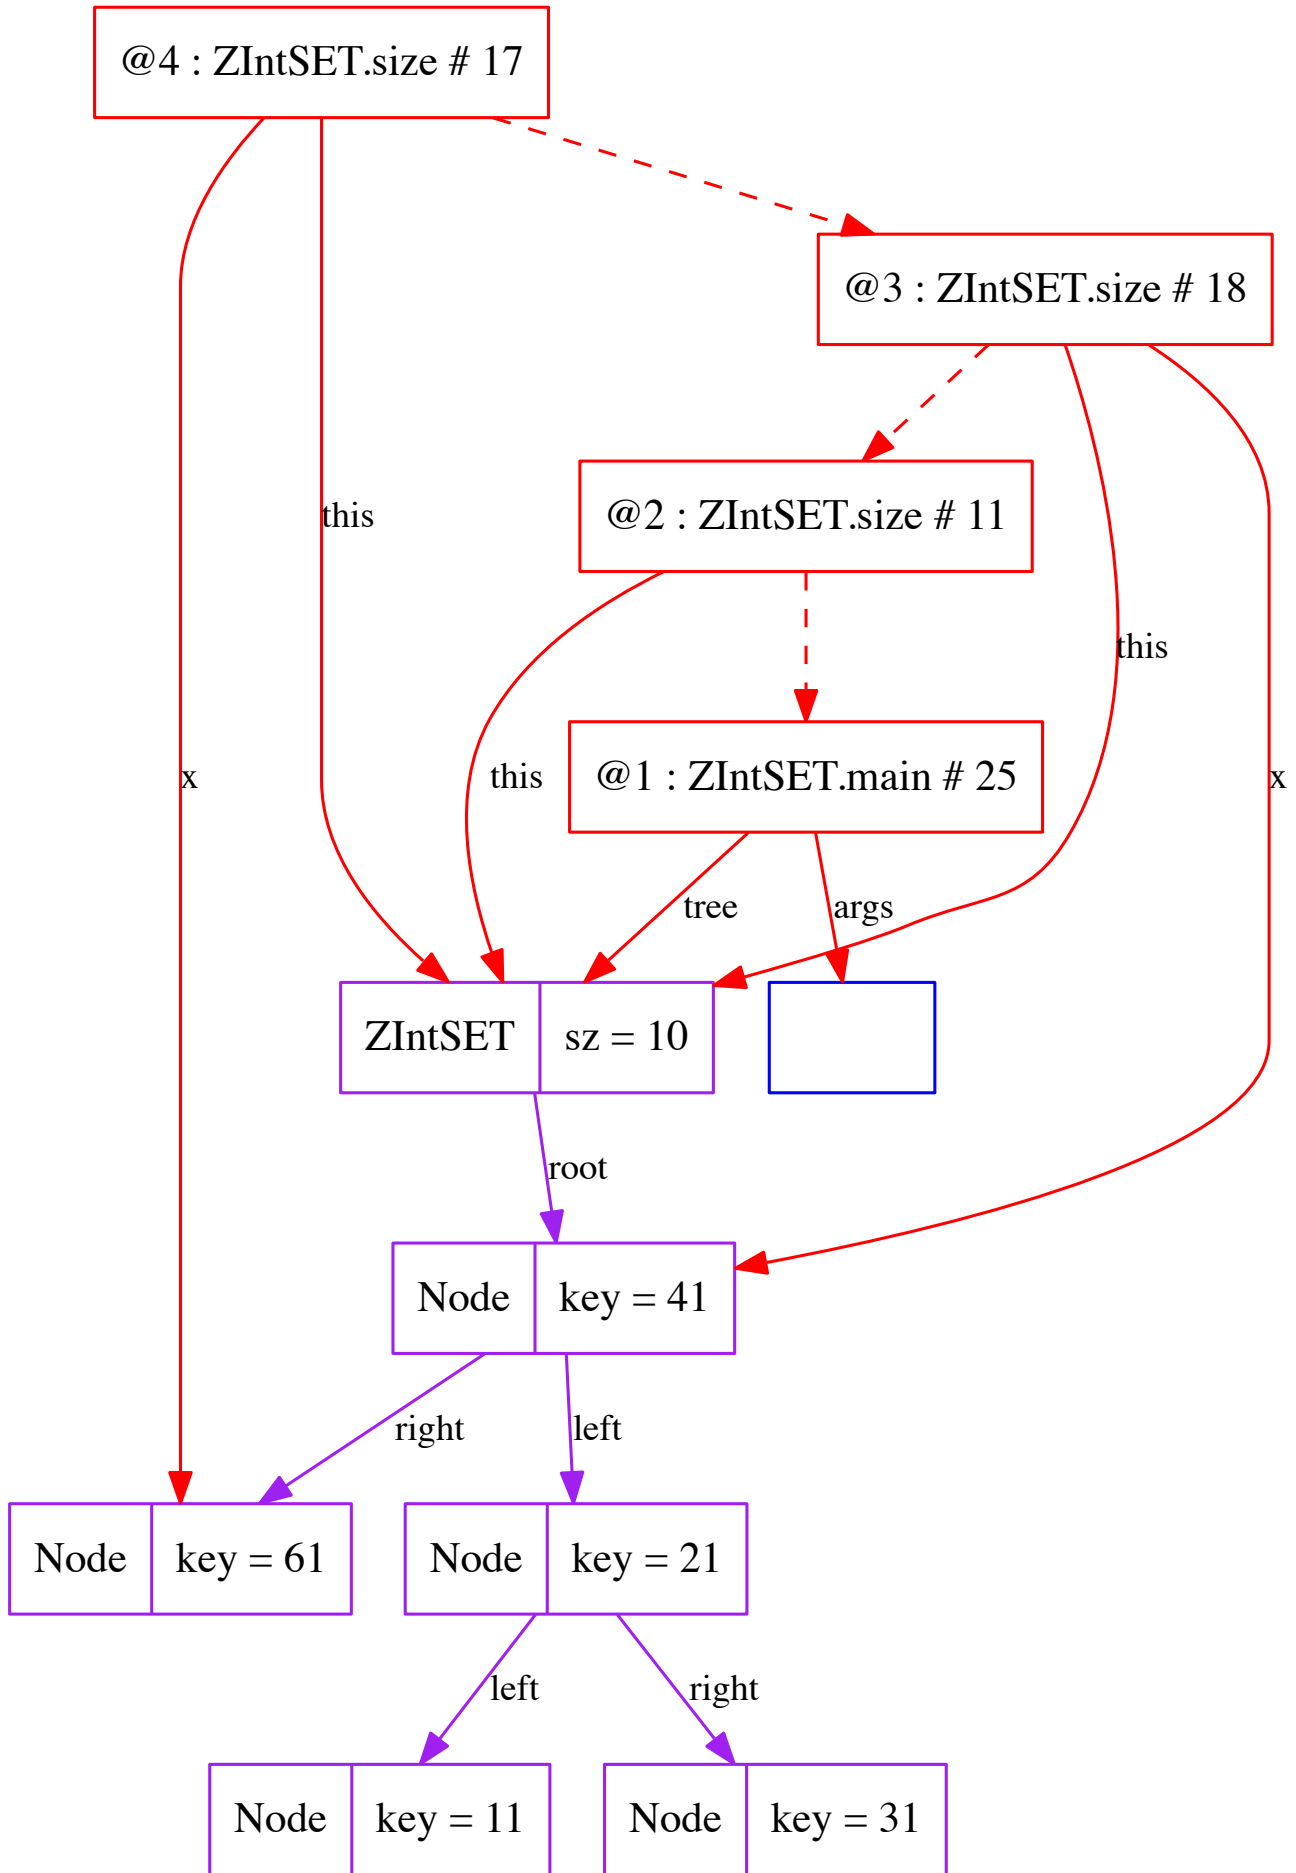 @4 : ZIntSET.size # 17
@3 : ZIntSET.size # 18
this
@2 : ZIntSET.size # 11
this
x
this
@1 : ZIntSET.main # 25
x
tree
args
ZIntSET
sz = 10
root
Node
key = 41
right
left
Node
key = 61
Node
key = 21
left
right
Node
key = 11
Node
key = 31